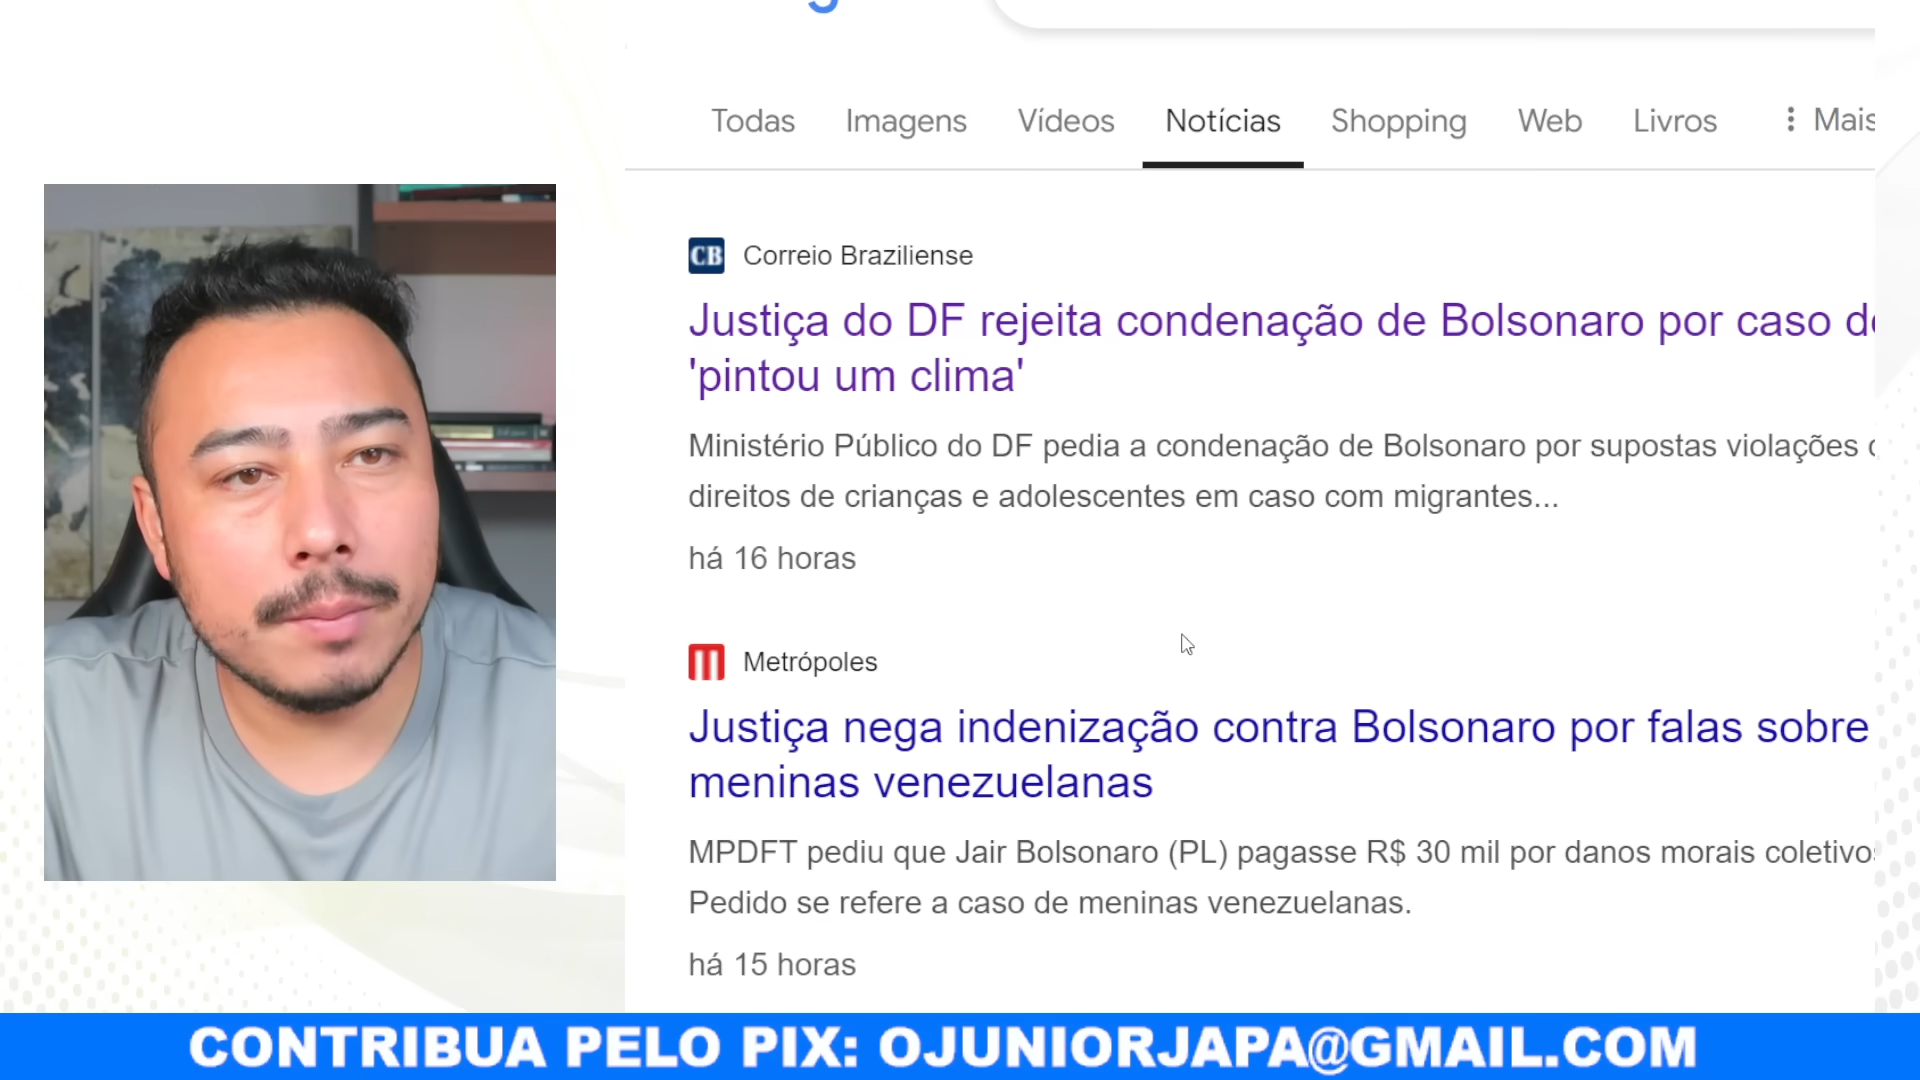 Todas Imagens Vídeos Notícias Shopping Web Livros Mais
CB Correio Braziliense
Justiça do DF rejeita condenação de Bolsonaro por caso de
'pintou um clima'
Ministério Público do DF pedia a condenação de Bolsonaro por supostas violações
direitos de crianças e adolescentes em caso com migrantes...
há 16 horas
Metrópoles
Justiça nega indenização contra Bolsonaro por falas sobre
meninas venezuelanas
MPDFT pediu que Jair Bolsonaro (PL) pagasse R$ 30 mil por danos morais coletivos
Pedido se refere a caso de meninas venezuelanas.
há 15 horas
CONTRIBUA PELO PIX: OJUNIORJAPA@GMAIL.COM